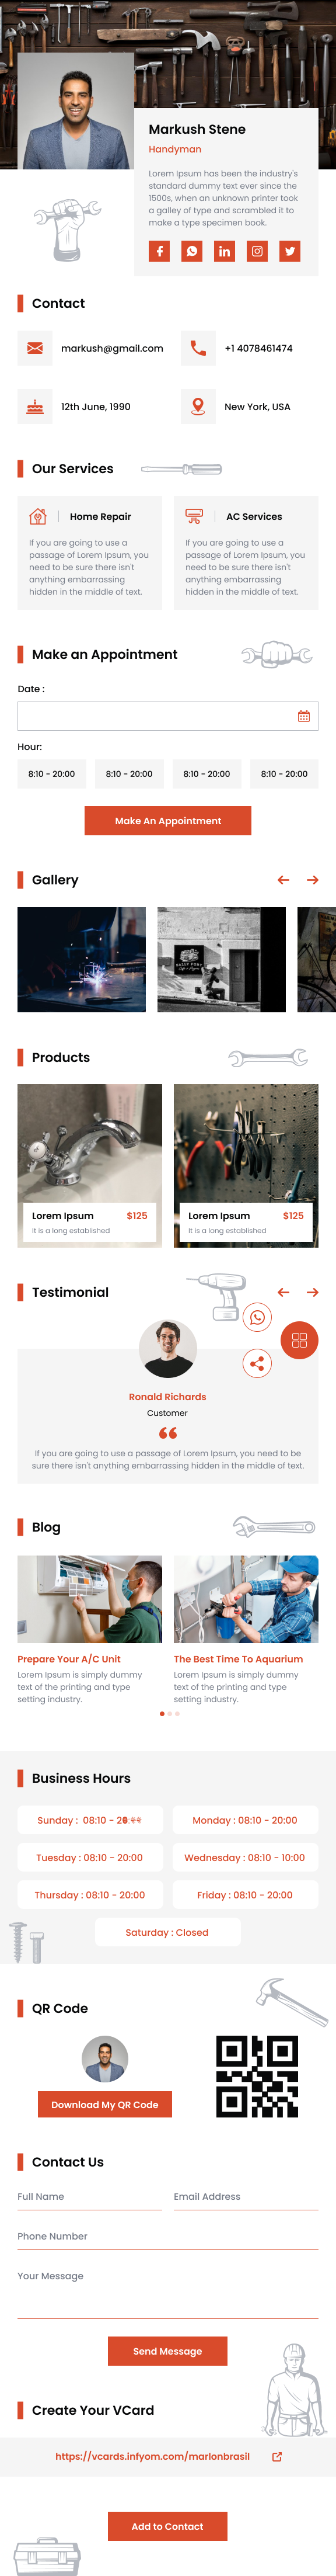 Markush Stene
Handyman
Lorem Ipsum has been the industry's
standard dummy text ever since the
1500s, when an unknown printer took
a galley of type and scrambled it to
make a type specimen book.
Contact
markush@gmail.com
+1 4078461474
12th June, 1990
New York, USA
Our Services
Home Repair
If you are going to use a
passage of Lorem Ipsum, you
need to be sure there isn't
anything embarrassing
hidden in the middle of text.
AC Services
If you are going to use a
passage of Lorem Ipsum, you
need to be sure there isn't
anything embarrassing
hidden in the middle of text.
Make an Appointment
Date :
Hour:
8:10 - 20:00
8:10 - 20:00
8:10 - 20:00
8:10 - 20:00
Make An Appointment
Gallery
Products
Lorem Ipsum $125
It is a long established
Lorem Ipsum $125
It is a long established
Testimonial
Ronald Richards
Customer
If you are going to use a passage of Lorem Ipsum, you need to be
sure there isn't anything embarrassing hidden in the middle of text.
Blog
Prepare Your A/C Unit
Lorem Ipsum is simply dummy
text of the printing and type
setting industry.
The Best Time To Aquarium
Lorem Ipsum is simply dummy
text of the printing and type
setting industry.
Business Hours
Sunday : 08:10
Monday : 08:10 - 20:00
Tuesday : 08:10 - 20:00
Wednesday : 08:10 - 10:00
Thursday : 08:10 - 20:00
Friday : 08:10 - 20:00
Saturday : Closed
QR Code
Download My QR Code
Contact Us
Full Name
Email Address
Phone Number
Your Message
Send Message
Create Your VCard
https://vcards.infyom.com/marlonbrasil
Add to Contact